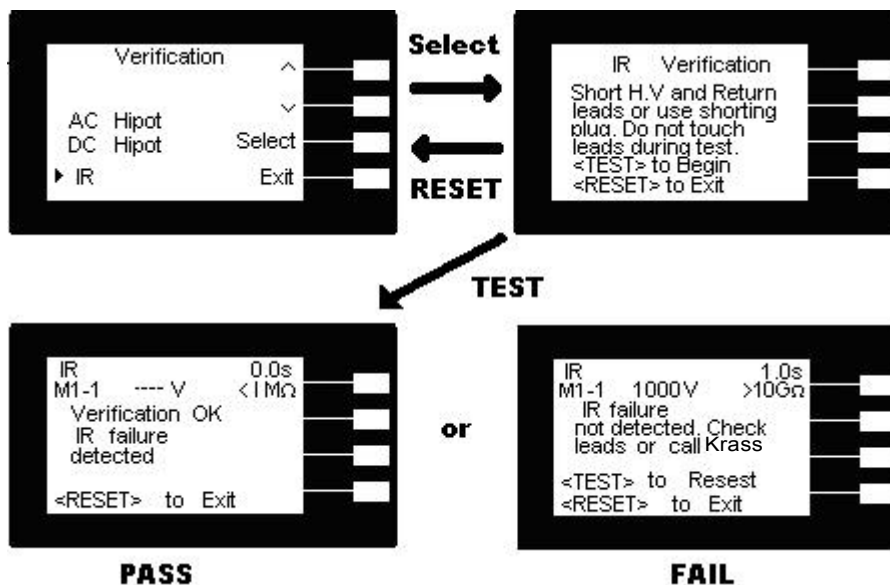 Verification
^
v
AC Hipot
DC Hipot Select
▶ IR Exit
Select
RESET
IR Verification
Short H.V and Return
leads or use shorting
plug. Do not touch
leads during test.
<TEST> to Begin
<RESET> to Exit
TEST
IR 0.0s
M1-1 ---- V <1MΩ
Verification OK
IR failure
detected
<RESET> to Exit
PASS
or
IR 1.0s
M1-1 1000V >10GΩ
IR failure
not detected. Check
leads or call Krass
<TEST> to Resest
<RESET> to Exit
FAIL